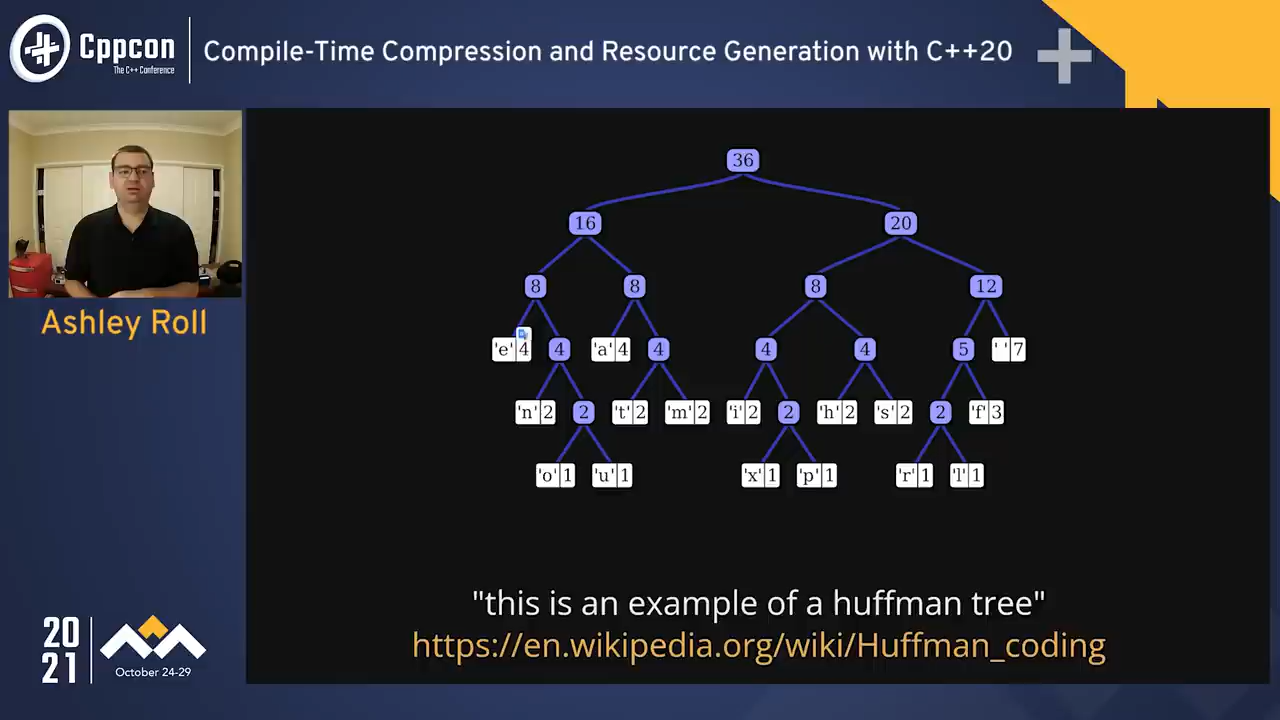 Cppcon
The C++ Conference
Compile-Time Compression and Resource Generation with C++20
36
16 20
8 8 8 12
'e' 4 4 'a' 4 4 4 4 5 ' ' 7
'n' 2 2 't' 2 'm' 2 'i' 2 2 'h' 2 's' 2 2 'f' 3
'o' 1 'u' 1 'x' 1 'p' 1 'r' 1 'l' 1
Ashley Roll
"this is an example of a huffman tree"
https://en.wikipedia.org/wiki/Huffman_coding
20
21
October 24-29